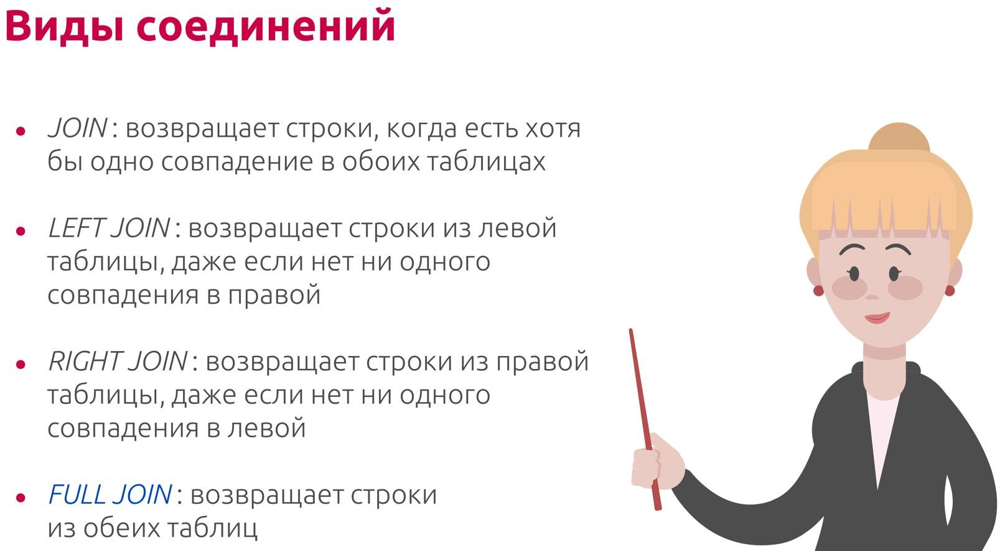 Виды соединений
• JOIN : возвращает строки, когда есть хотя
бы одно совпадение в обоих таблицах
• LEFT JOIN : возвращает строки из левой
таблицы, даже если нет ни одного
совпадения в правой
• RIGHT JOIN : возвращает строки из правой
таблицы, даже если нет ни одного
совпадения в левой
• FULL JOIN : возвращает строки
из обеих таблиц